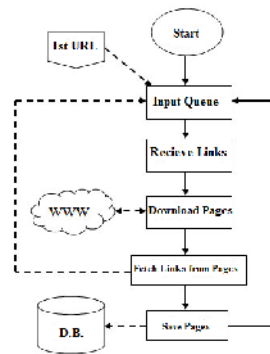 Start
1st URL
Input Queue
Recieve Links
WWW
Download Pages
Fetch Links from Pages
D.B.
Save Pages